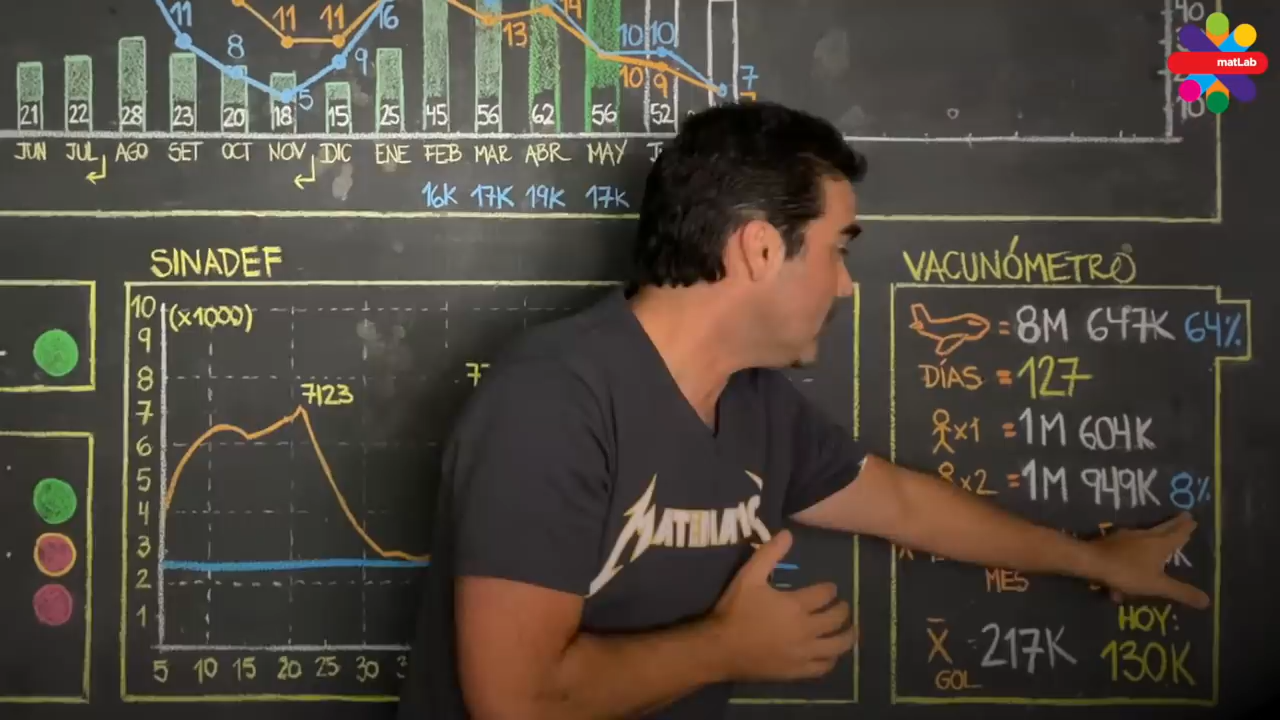 11 11 11 13 14 10 10 40
8 9 16 10 9 7
5
matLab
10
21 22 28 23 20 18 15 25 45 56 62 56 52
JUN JUL AGO SET OCT NOV DIC ENE FEB MAR ABR MAY
16K 17K 19K 17K
SINADEF
10 (x1000)
9
8
7 7123
6
5
4
3
2
1
5 10 15 20 25 30
VACUNÓMETRO
= 8M 647K 64%
DÍAS = 127
x1 = 1M 604K
x2 = 1M 949K 8%
MES
HOY:
X 217K 130K
GOL
MATEMLAKS